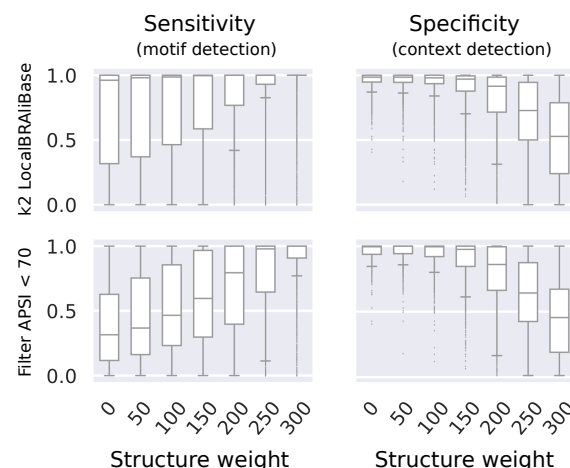 Sensitivity
(motif detection)
Specificity
(context detection)
k2 LocalBRAliBase
1.0
0.5
0.0
Filter APSI < 70
1.0
0.5
0.0
0 50 100 150 200 250 300
0 50 100 150 200 250 300
Structure weight
Structure weight